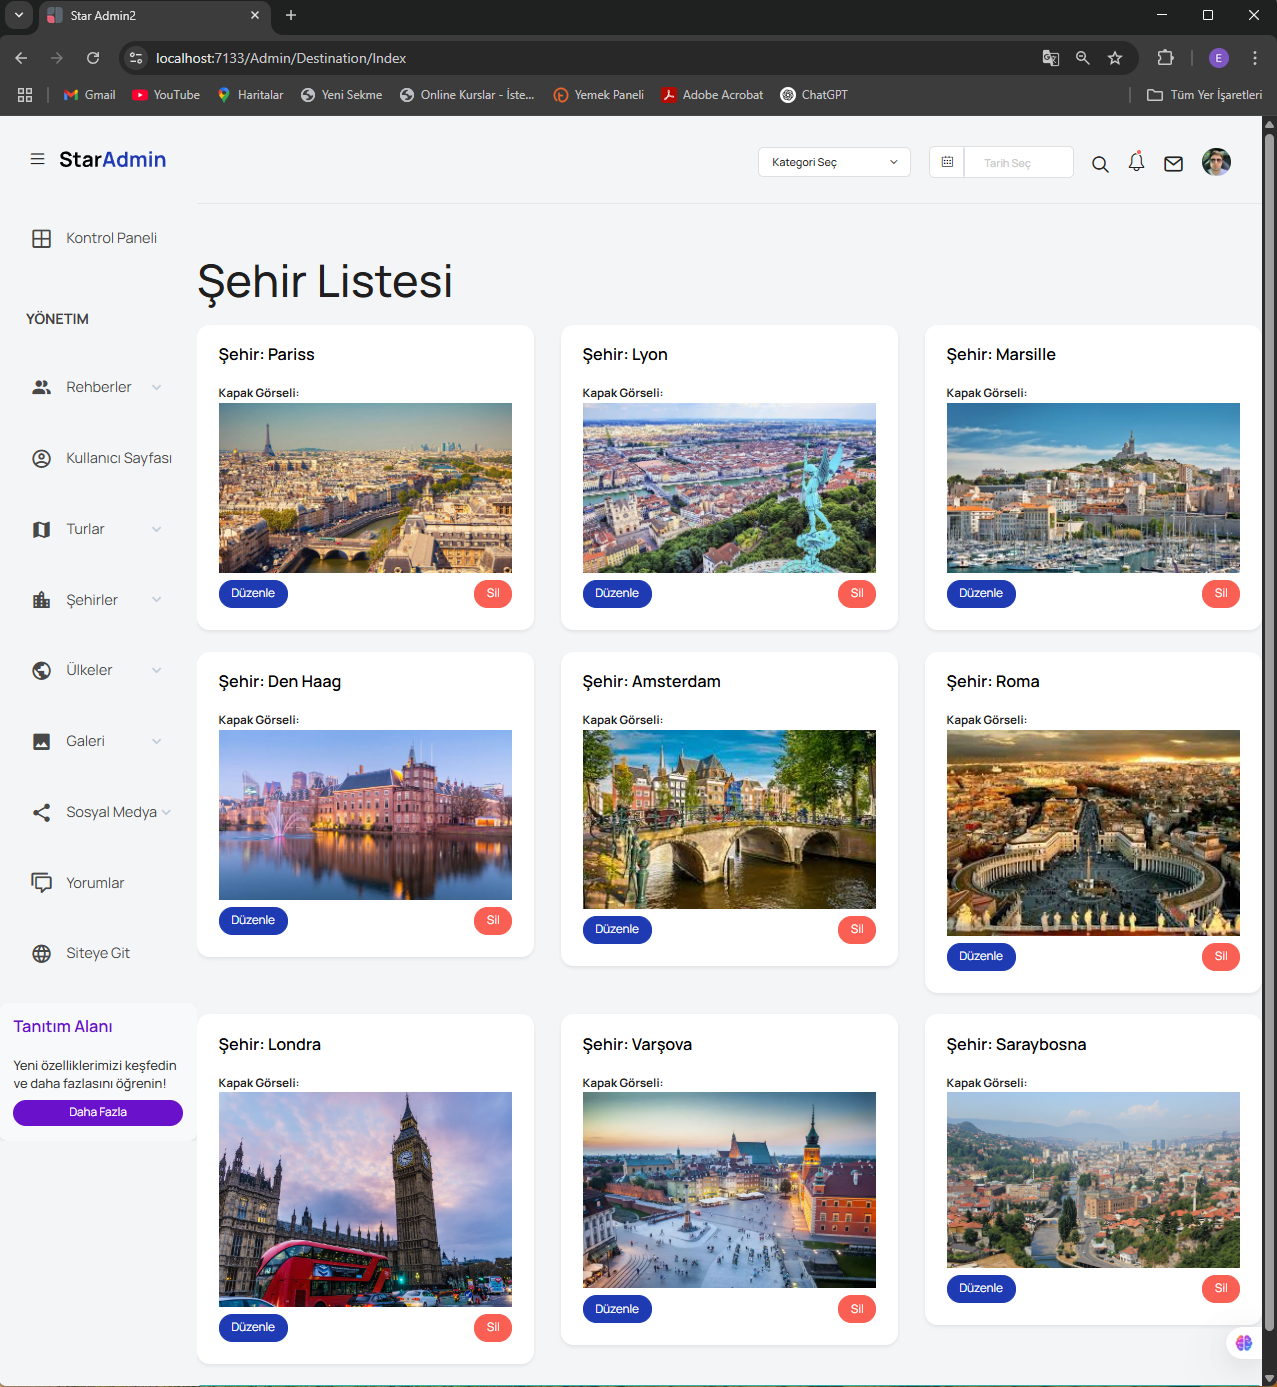 Star Admin2
localhost:7133/Admin/Destination/Index
E
Gmail
YouTube
Haritalar
Yeni Sekme
Online Kurslar - İste...
Yemek Paneli
Adobe Acrobat
ChatGPT
Tüm Yer İşaretleri
StarAdmin
Kategori Seç
Tarih Seç
Kontrol Paneli
YÖNETIM
Rehberler
Kullanıcı Sayfası
Turlar
Şehirler
Ülkeler
Galeri
Sosyal Medya
Yorumlar
Siteye Git
Tanıtım Alanı
Yeni özelliklerimizi keşfedin
ve daha fazlasını öğrenin!
Daha Fazla
Şehir Listesi
Şehir: Pariss
Kapak Görseli:
Düzenle
Sil
Şehir: Lyon
Kapak Görseli:
Düzenle
Sil
Şehir: Marsille
Kapak Görseli:
Düzenle
Sil
Şehir: Den Haag
Kapak Görseli:
Düzenle
Sil
Şehir: Amsterdam
Kapak Görseli:
Düzenle
Sil
Şehir: Roma
Kapak Görseli:
Düzenle
Sil
Şehir: Londra
Kapak Görseli:
Düzenle
Sil
Şehir: Varşova
Kapak Görseli:
Düzenle
Sil
Şehir: Saraybosna
Kapak Görseli:
Düzenle
Sil